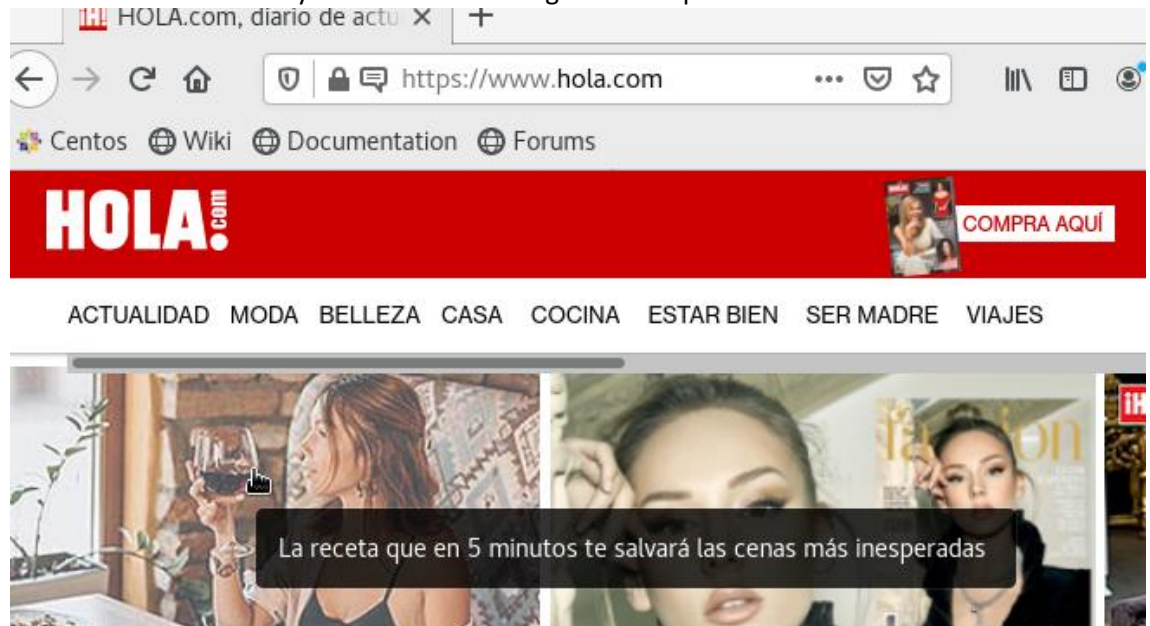 HOLA.com, diario de actu
https://www.hola.com
Centos Wiki Documentation Forums
HOLA!.com
COMPRA AQUÍ
ACTUALIDAD MODA BELLEZA CASA COCINA ESTAR BIEN SER MADRE VIAJES
fashion
La receta que en 5 minutos te salvará las cenas más inesperadas